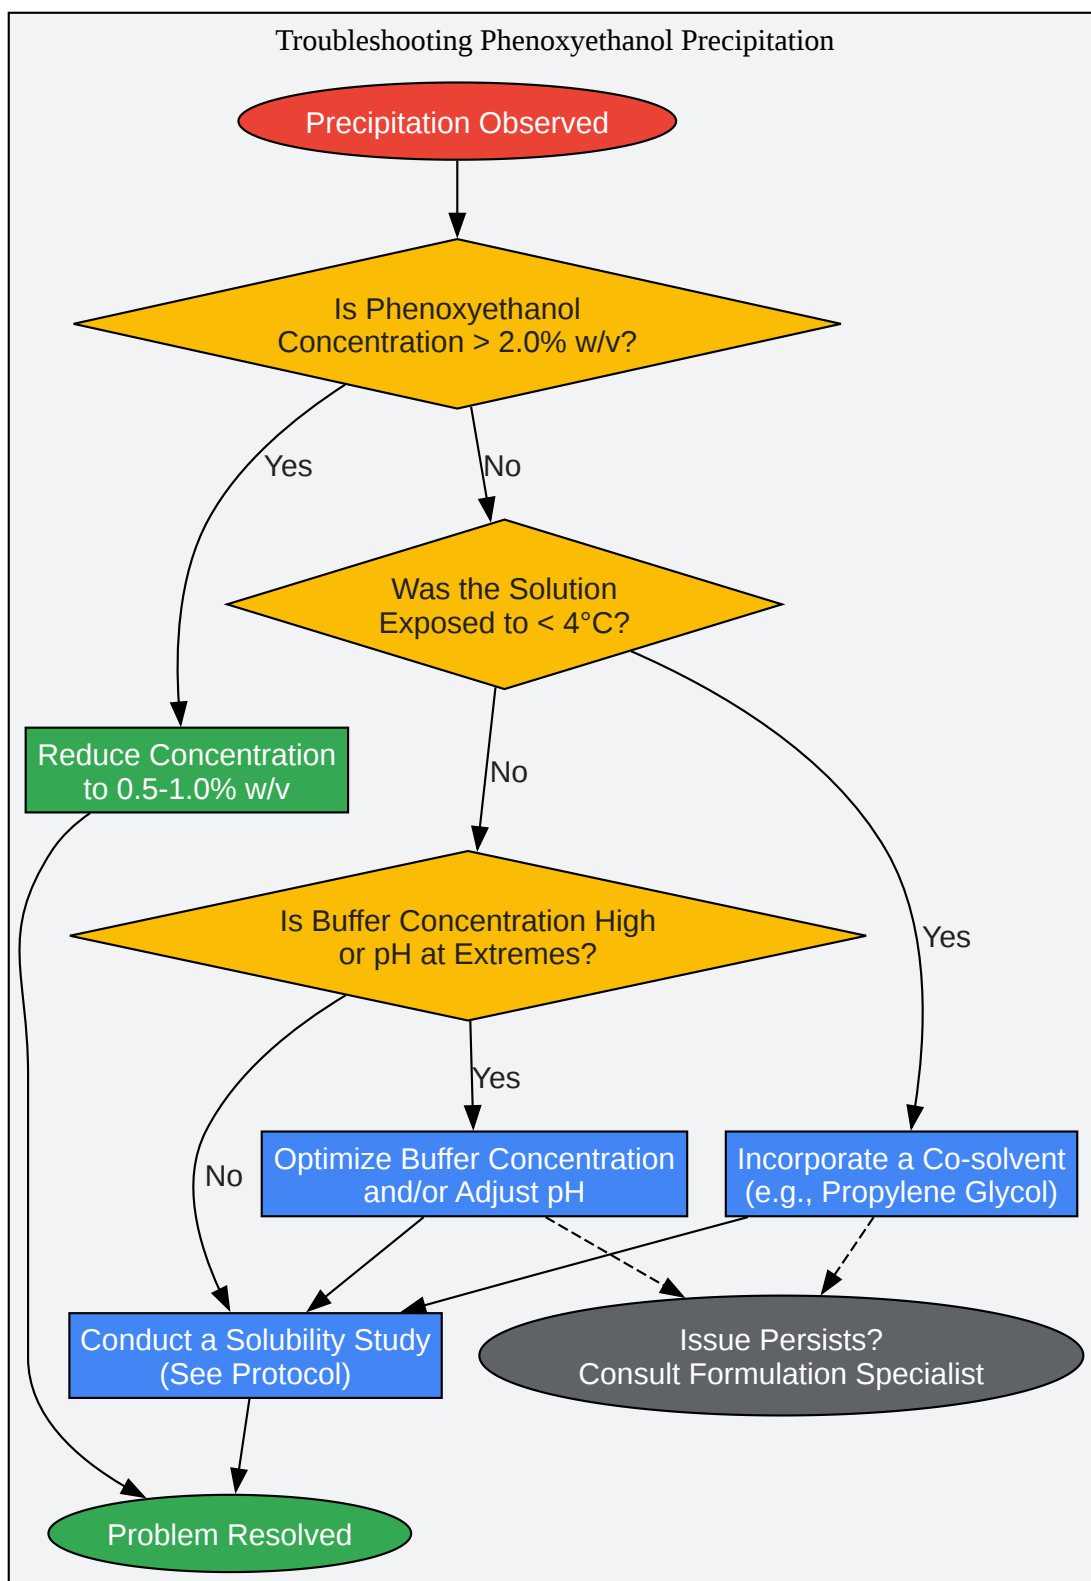 Troubleshooting Phenoxyethanol Precipitation
Precipitation Observed
Is Phenoxyethanol
Concentration > 2.0% w/v?
Yes
No
Was the Solution
Exposed to < 4°C?
Reduce Concentration
to 0.5-1.0% w/v
No
Is Buffer Concentration High
or pH at Extremes?
Yes
Yes
No
Optimize Buffer Concentration
and/or Adjust pH
Incorporate a Co-solvent
(e.g., Propylene Glycol)
Conduct a Solubility Study
(See Protocol)
Issue Persists?
Consult Formulation Specialist
Problem Resolved